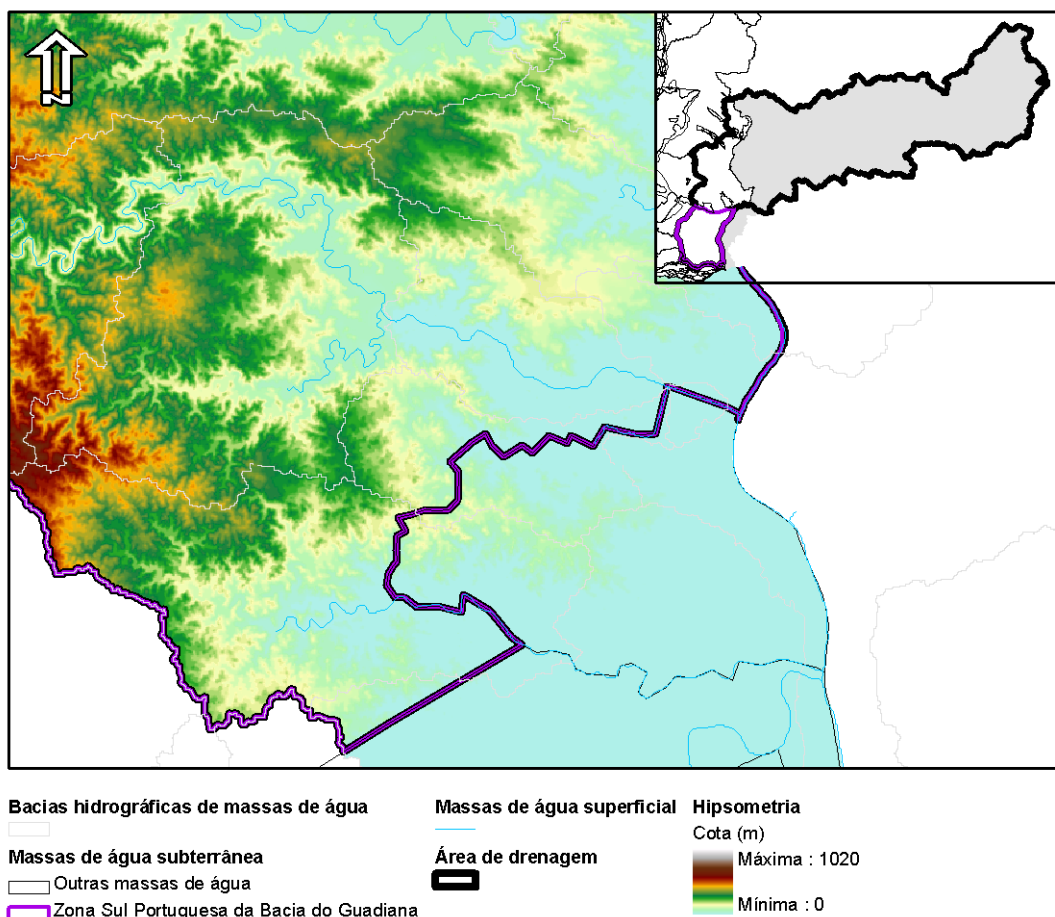 N
Bacias hidrográficas de massas de água
Massas de água subterrânea
Outras massas de água
Zona Sul Portuguesa da Bacia do Guadiana
Massas de água superficial
Área de drenagem
Hipsometria
Cota (m)
Máxima : 1020
Mínima : 0